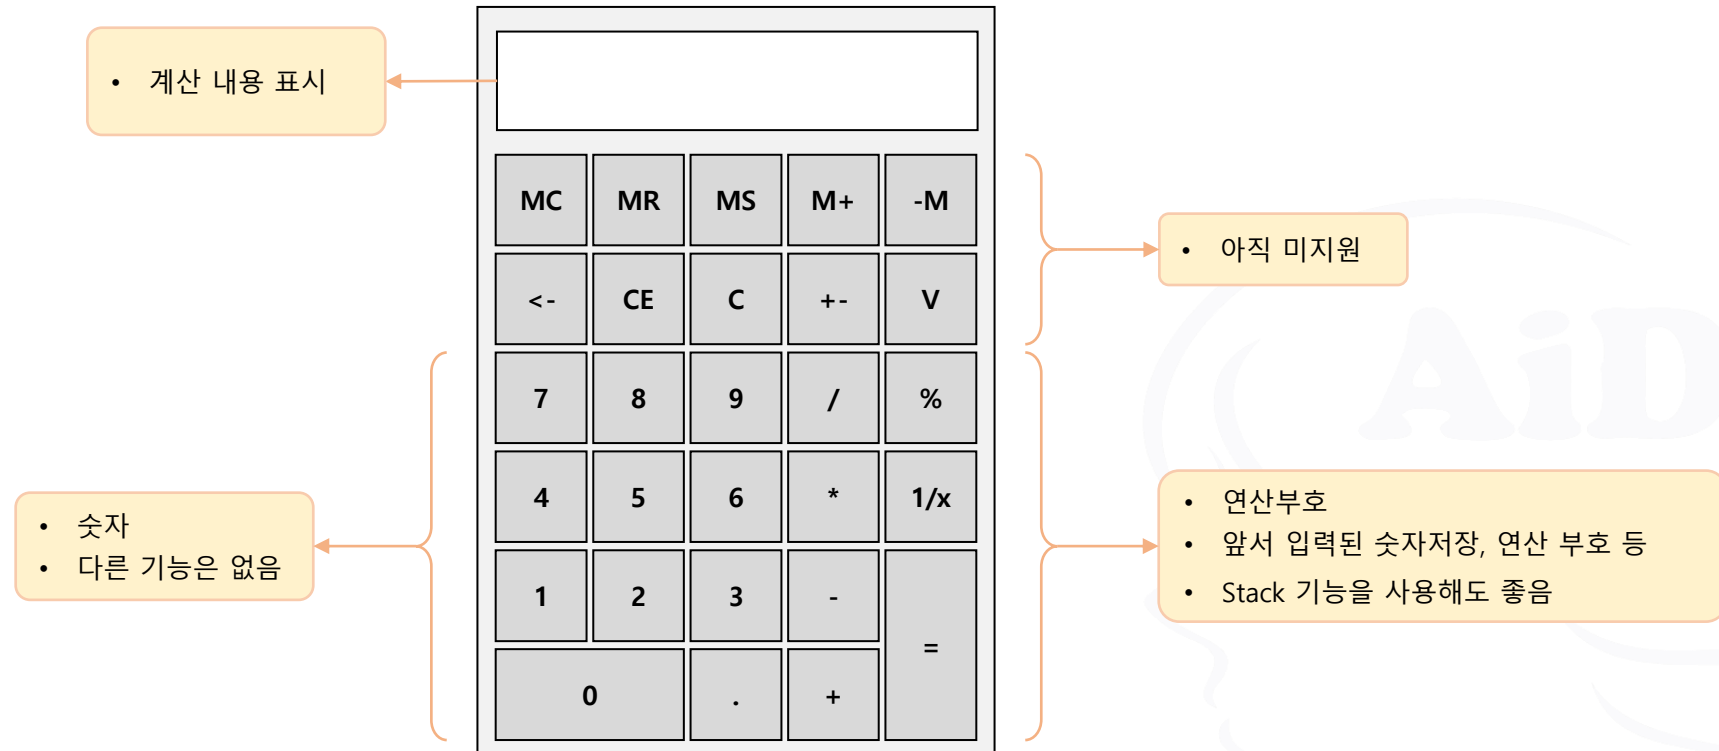 • 계산 내용 표시
MC MR MS M+ -M
<- CE C +- V
• 아직 미지원
7 8 9 / %
4 5 6 * 1/x
1 2 3 - =
0 . +
• 숫자
• 다른 기능은 없음
• 연산부호
• 앞서 입력된 숫자저장, 연산 부호 등
• Stack 기능을 사용해도 좋음
AiD